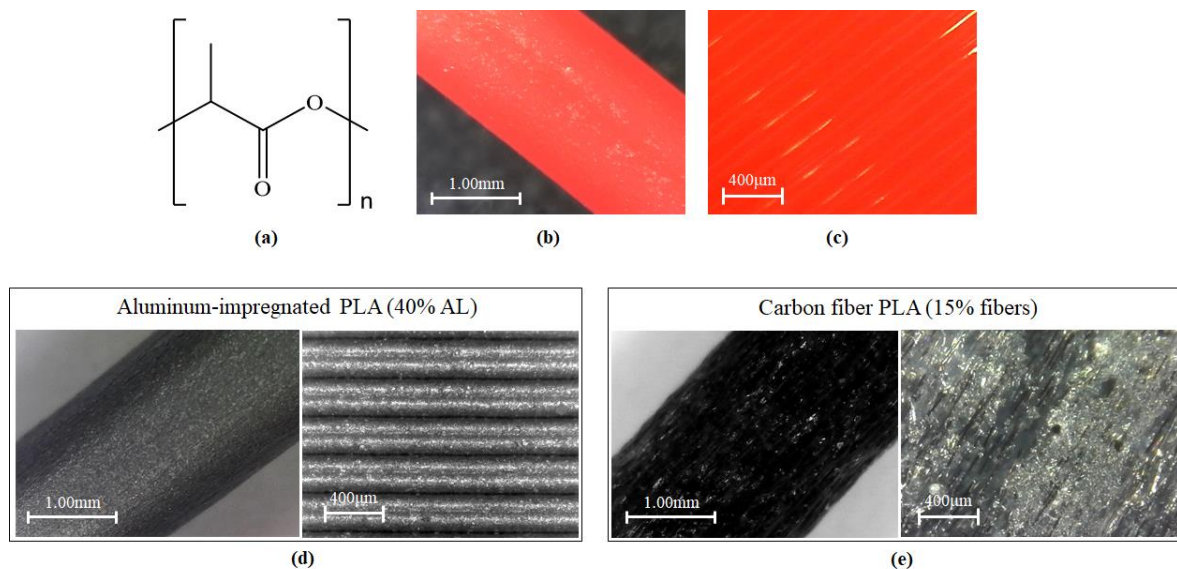 O
O
n
(a)
1.00mm
(b)
400μm
(c)
Aluminum-impregnated PLA (40% AL)
1.00mm
400μm
(d)
Carbon fiber PLA (15% fibers)
1.00mm
400μm
(e)